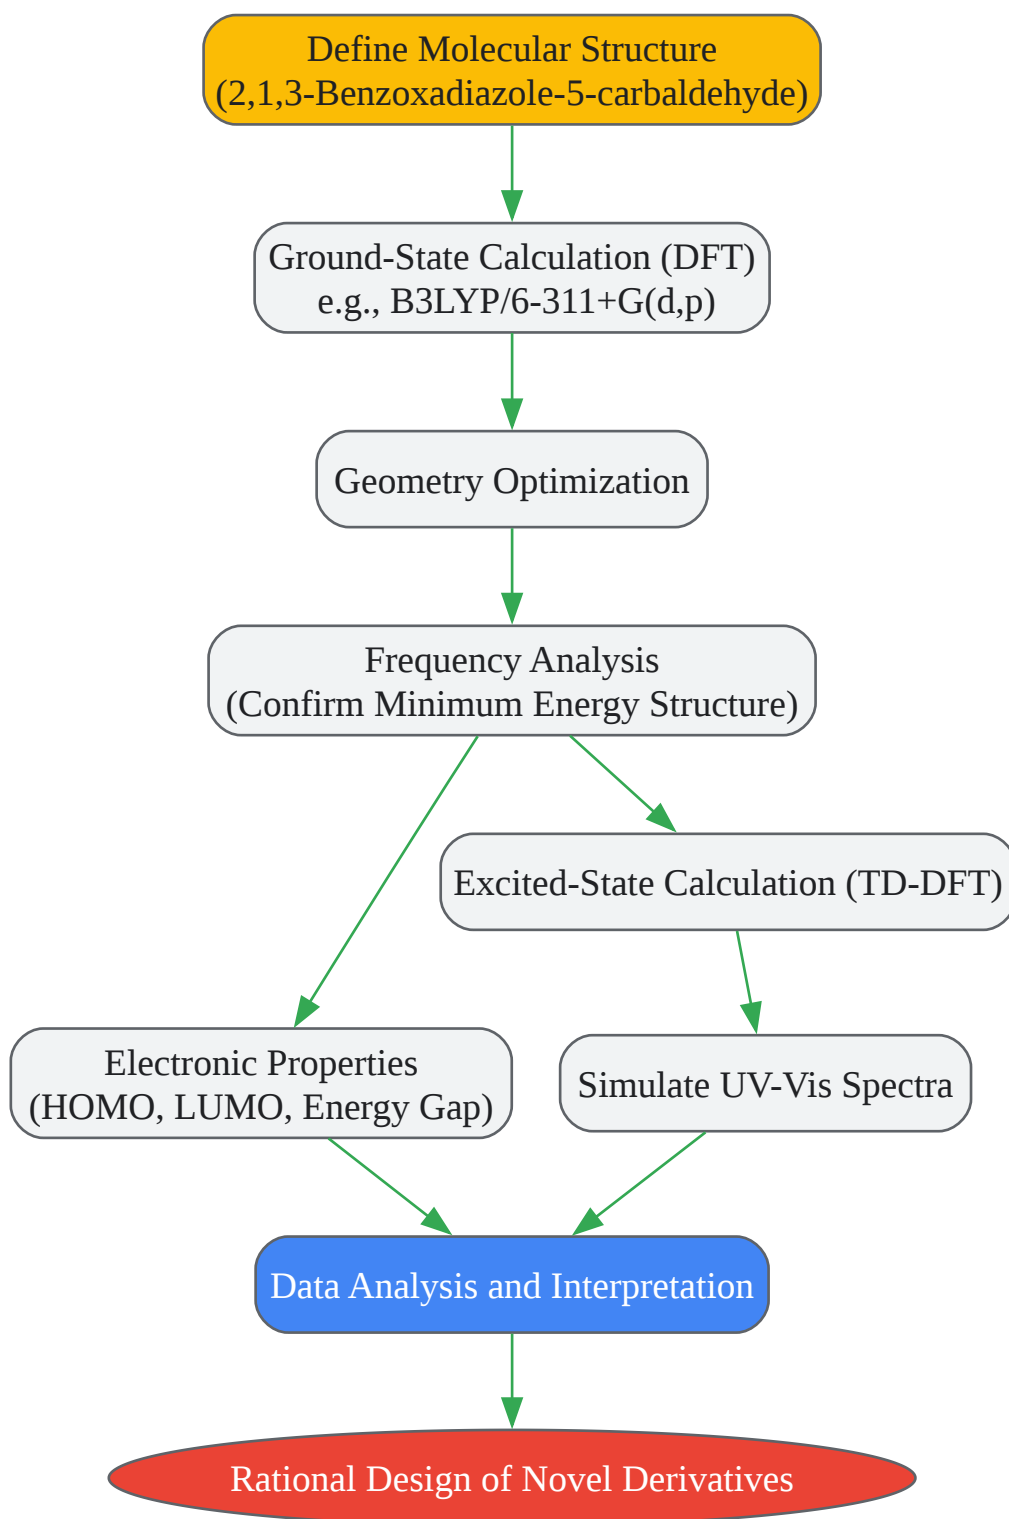 Define Molecular Structure
(2,1,3-Benzoxadiazole-5-carbaldehyde)
Ground-State Calculation (DFT)
e.g., B3LYP/6-311+G(d,p)
Geometry Optimization
Frequency Analysis
(Confirm Minimum Energy Structure)
Excited-State Calculation (TD-DFT)
Electronic Properties
(HOMO, LUMO, Energy Gap)
Simulate UV-Vis Spectra
Data Analysis and Interpretation
Rational Design of Novel Derivatives